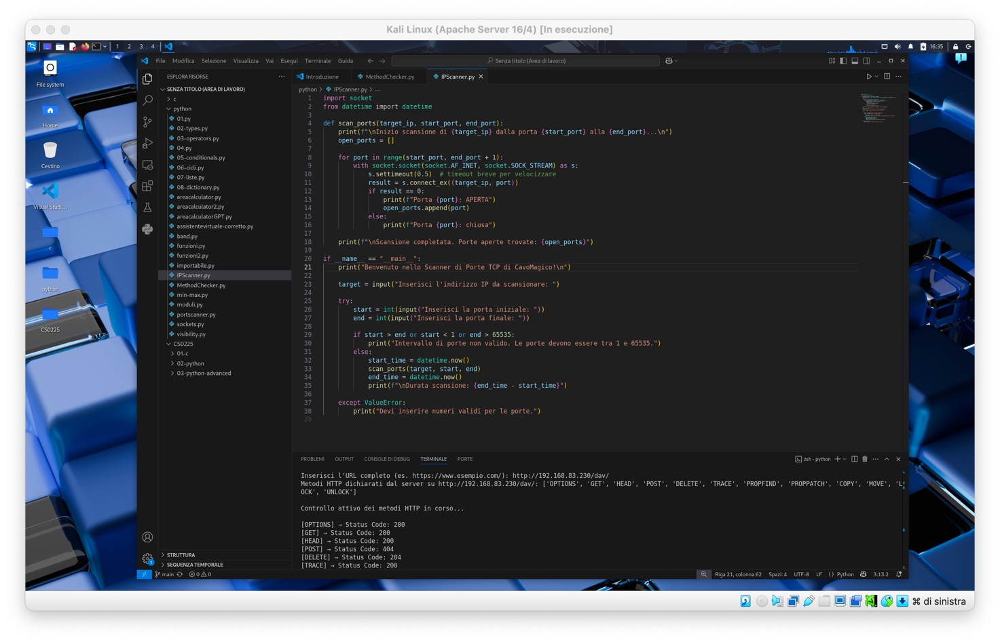 Kali Linux (Apache Server 16/4) [In esecuzione]
1 2 3 4
16:35
File system
Home
Cestino
Visual Studi...
c
python
CS0225
File Modifica Selezione Visualizza Vai Esegui Terminale Guida
Senza titolo (Area di lavoro)
ESPLORA RISORSE
SENZA TITOLO (AREA DI LAVORO)
c
python
01.py
02-types.py
03-operators.py
04.py
05-conditionals.py
06-cicli.py
07-liste.py
08-dictionary.py
areacalculator.py
areacalculator2.py
areacalculatorGPT.py
assistentevirtuale-corretto.py
band.py
funzioni.py
funzioni2.py
importabile.py
IPScanner.py
MethodChecker.py
min-max.py
moduli.py
portscanner.py
sockets.py
visibility.py
CS0225
01-c
02-python
03-python-advanced
STRUTTURA
SEQUENZA TEMPORALE
Introduzione MethodChecker.py IPScanner.py
python > IPScanner.py > ...
1 import socket
2 from datetime import datetime
3
4 def scan_ports(target_ip, start_port, end_port):
5 print(f"\nInizio scansione di {target_ip} dalla porta {start_port} alla {end_port}...\n")
6 open_ports = []
7
8 for port in range(start_port, end_port + 1):
9 with socket.socket(socket.AF_INET, socket.SOCK_STREAM) as s:
10 s.settimeout(0.5) # timeout breve per velocizzare
11 result = s.connect_ex((target_ip, port))
12 if result == 0:
13 print(f"Porta {port}: APERTA")
14 open_ports.append(port)
15 else:
16 print(f"Porta {port}: chiusa")
17
18 print(f"\nScansione completata. Porte aperte trovate: {open_ports}")
19
20 if __name__ == "__main__":
21 print("Benvenuto nello Scanner di Porte TCP di CavoMagico!\n")
22
23 target = input("Inserisci l'indirizzo IP da scansionare: ")
24
25 try:
26 start = int(input("Inserisci la porta iniziale: "))
27 end = int(input("Inserisci la porta finale: "))
28
29 if start > end or start < 1 or end > 65535:
30 print("Intervallo di porte non valido. Le porte devono essere tra 1 e 65535.")
31 else:
32 start_time = datetime.now()
33 scan_ports(target, start, end)
34 end_time = datetime.now()
35 print(f"\nDurata scansione: {end_time - start_time}")
36
37 except ValueError:
38 print("Devi inserire numeri validi per le porte.")
39
PROBLEMI OUTPUT CONSOLE DI DEBUG TERMINALE PORTE
zsh - python
Inserisci l'URL completo (es. https://www.esempio.com/): http://192.168.83.230/dav/
Metodi HTTP dichiarati dal server su http://192.168.83.230/dav/: ['OPTIONS', 'GET', 'HEAD', 'POST', 'DELETE', 'TRACE', 'PROPFIND', 'PROPPATCH', 'COPY', 'MOVE', 'L
OCK', 'UNLOCK']
Controllo attivo dei metodi HTTP in corso...
[OPTIONS] → Status Code: 200
[GET] → Status Code: 200
[HEAD] → Status Code: 200
[POST] → Status Code: 404
[DELETE] → Status Code: 204
[TRACE] → Status Code: 200
main 0 0
Riga 21, colonna 62 Spazi: 4 UTF-8 LF {} Python 3.13.2
1
⌘ di sinistra